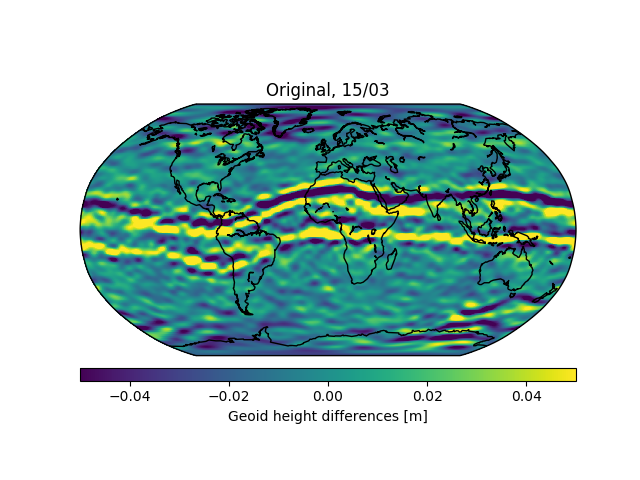 Original, 15/03
−0.04 −0.02 0.00 0.02 0.04
Geoid height differences [m]